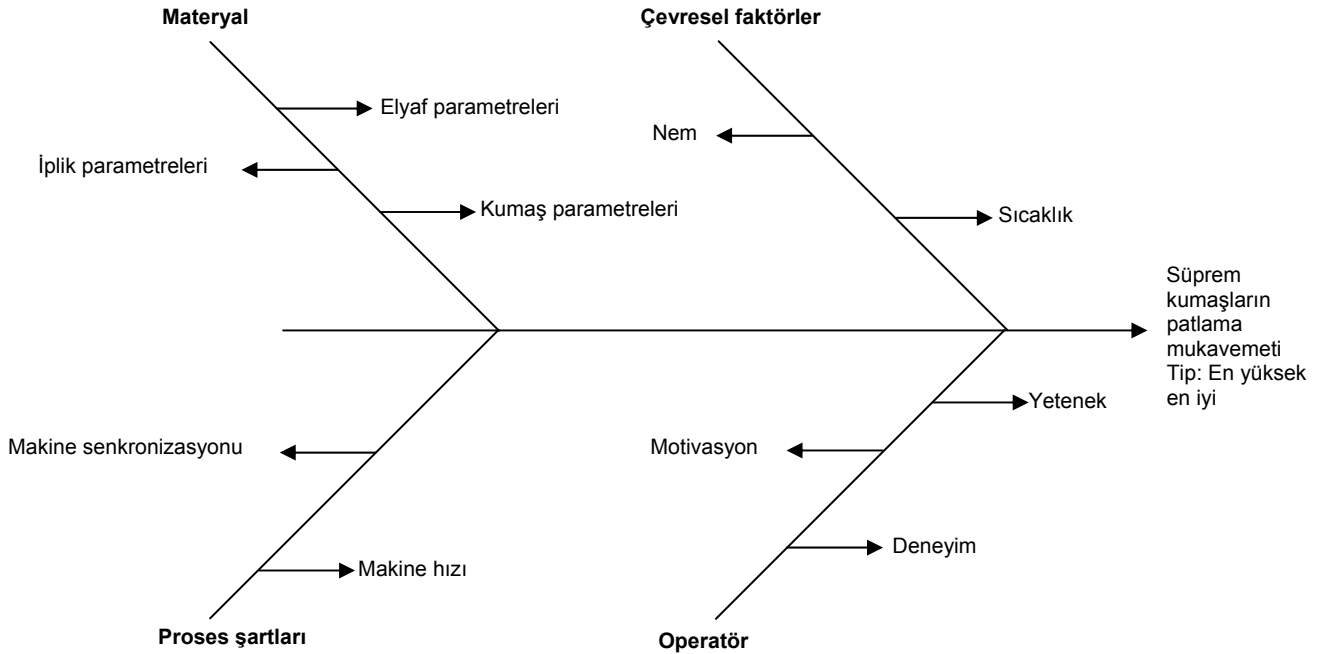 Materyal
Çevresel faktörler
Elyaf parametreleri
Nem
İplik parametreleri
Kumaş parametreleri
Sıcaklık
Süprem
kumaşların
patlama
mukavemeti
Tip: En yüksek
en iyi
Yetenek
Makine senkronizasyonu
Motivasyon
Deneyim
Makine hızı
Proses şartları
Operatör